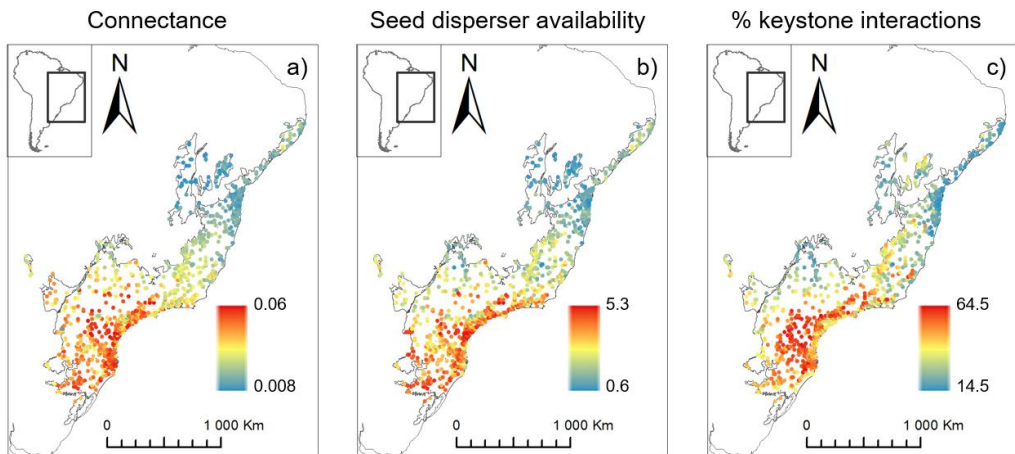 Connectance
Seed disperser availability
% keystone interactions
a)
N
0.06
0.008
0
1 000 Km
b)
N
5.3
0.6
0
1 000 Km
c)
N
64.5
14.5
0
1 000 Km